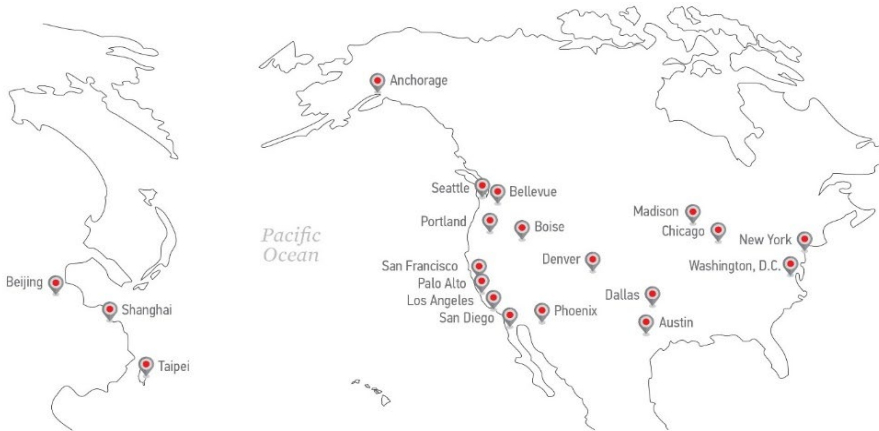 Anchorage
Seattle
Bellevue
Portland
Boise
Madison
Chicago
New York
Pacific
Ocean
Denver
Washington, D.C.
San Francisco
Palo Alto
Los Angeles
San Diego
Phoenix
Dallas
Austin
Beijing
Shanghai
Taipei